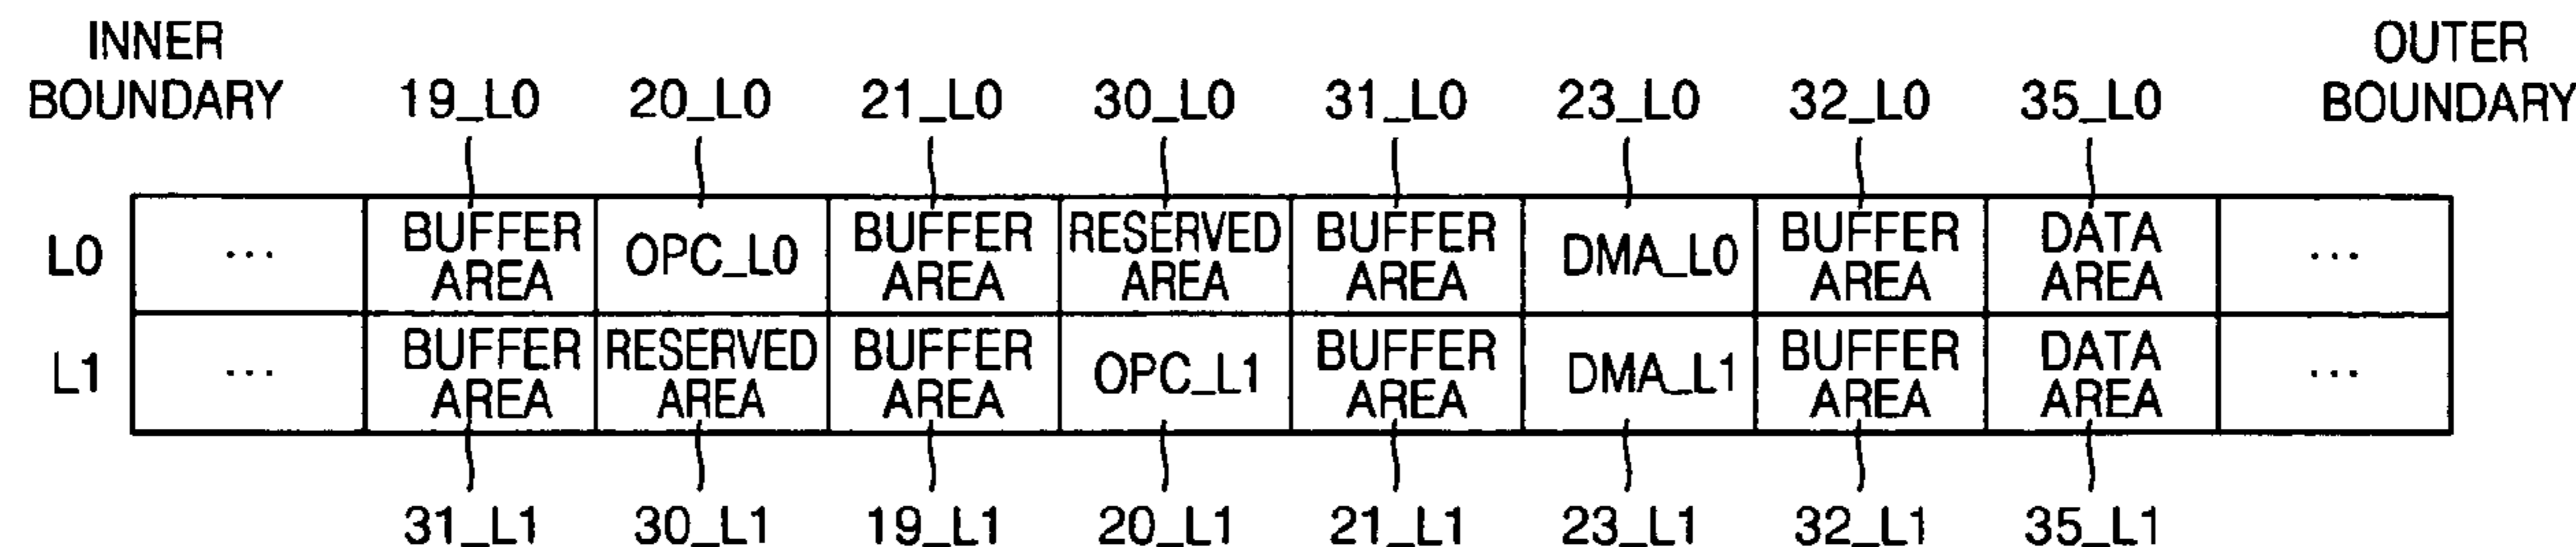 INNER BOUNDARY
19_L0 20_L0 21_L0 30_L0 31_L0 23_L0 32_L0 35_L0
OUTER BOUNDARY
L0 ... BUFFER AREA OPC_L0 BUFFER AREA RESERVED AREA BUFFER AREA DMA_L0 BUFFER AREA DATA AREA ...
L1 ... BUFFER AREA RESERVED AREA BUFFER AREA OPC_L1 BUFFER AREA DMA_L1 BUFFER AREA DATA AREA ...
31_L1 30_L1 19_L1 20_L1 21_L1 23_L1 32_L1 35_L1